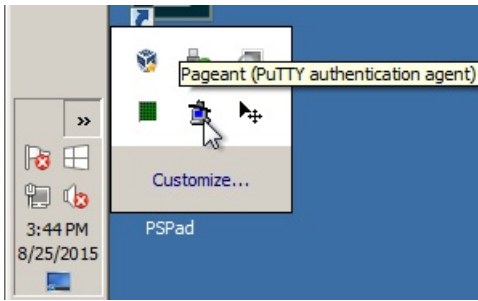 Pageant (PuTTY authentication agent)
»
Customize...
3:44 PM
8/25/2015
PSPad